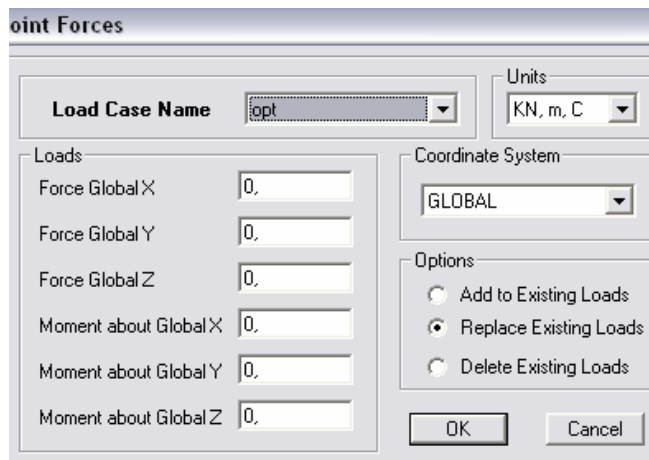 oint Forces
Load Case Name
opt
Units
KN, m, C
Loads
Force Global X
0,
Force Global Y
0,
Force Global Z
0,
Moment about Global X
0,
Moment about Global Y
0,
Moment about Global Z
0,
Coordinate System
GLOBAL
Options
Add to Existing Loads
Replace Existing Loads
Delete Existing Loads
OK
Cancel